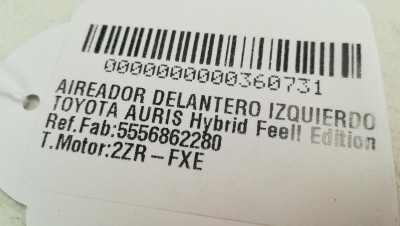 0000000000360731
AIREADOR DELANTERO IZQUIERDO
TOYOTA AURIS Hybrid Feel! Edition
Ref.Fab:5556862280
T.Motor:2ZR-FXE